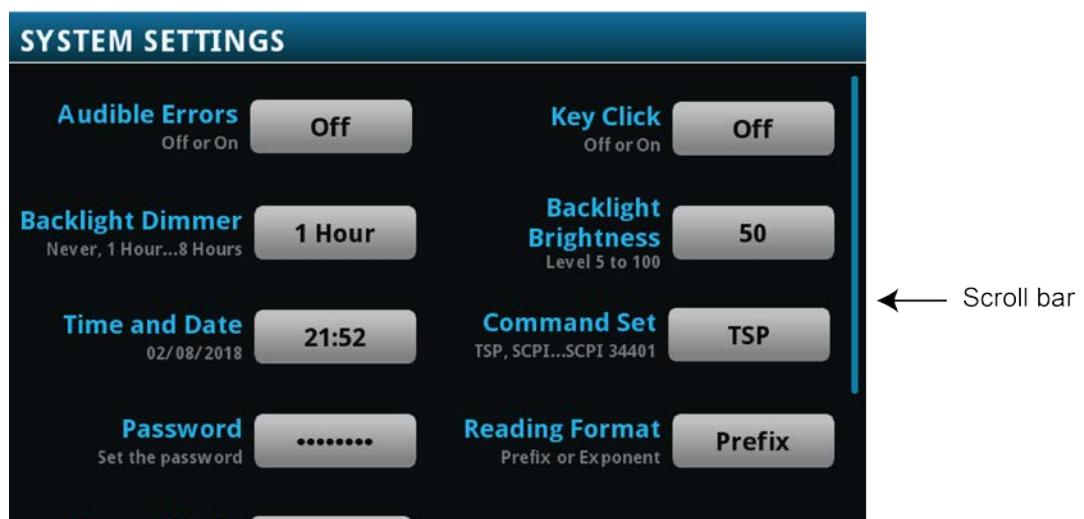 SYSTEM SETTINGS
Audible Errors
Off or On
Off
Key Click
Off or On
Off
Backlight Dimmer
Never, 1 Hour...8 Hours
1 Hour
Backlight
Brightness
Level 5 to 100
50
Time and Date
02/08/2018
21:52
Command Set
TSP, SCPI...SCPI 34401
TSP
Scroll bar
Password
Set the password
••••••••
Reading Format
Prefix or Exponent
Prefix